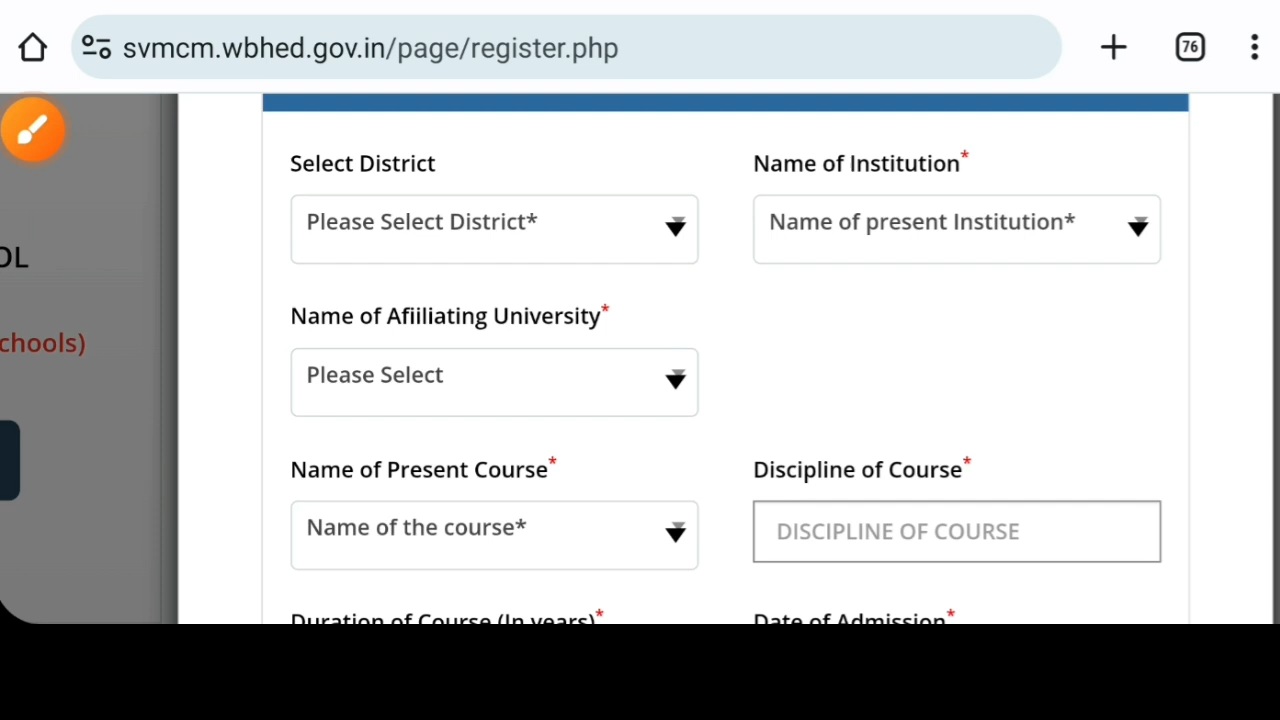 svmcm.wbhed.gov.in/page/register.php
76
OL
chools)
Select District
Name of Institution*
Please Select District*
Name of present Institution*
Name of Afiiliating University*
Please Select
Name of Present Course*
Discipline of Course*
Name of the course*
DISCIPLINE OF COURSE
Duration of Course (In years)*
Date of Admission*